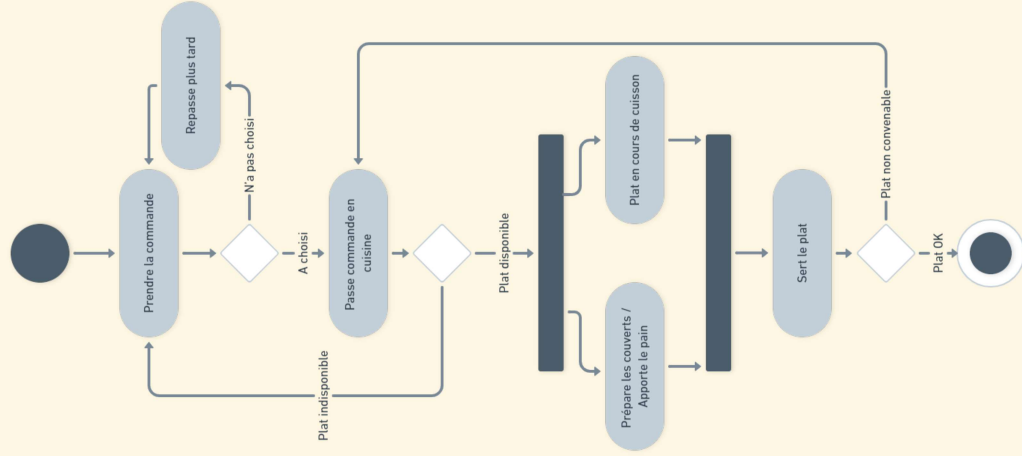 Repasse plus tard
Prendre la commande
N'a pas choisi
A choisi
Passe commande en
cuisine
Plat indisponible
Plat disponible
Plat en cours de cuisson
Prépare les couverts /
Apporte le pain
Sert le plat
Plat non convenable
Plat OK